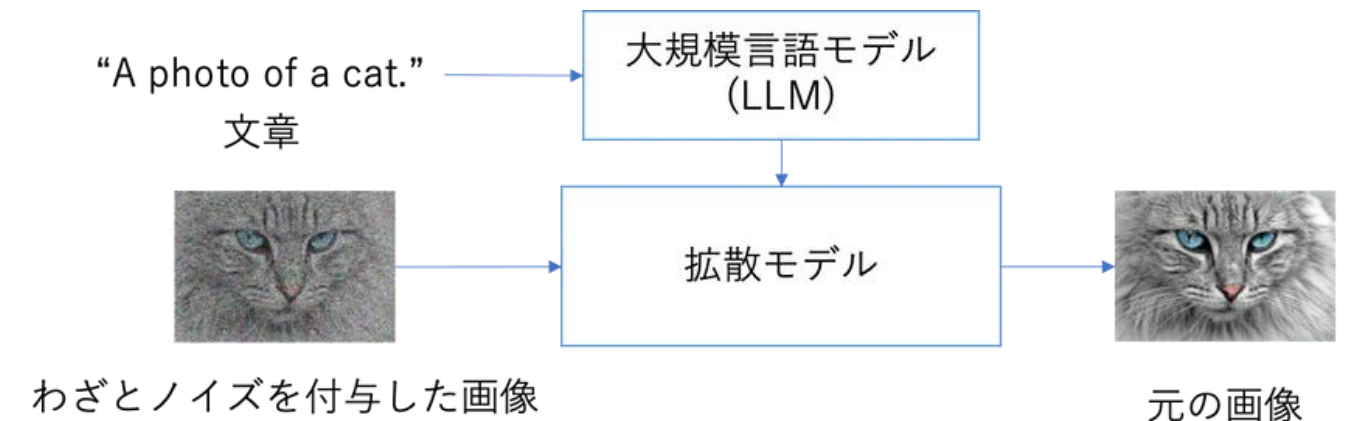 “A photo of a cat.”
文章
大規模言語モデル
(LLM)
拡散モデル
わざとノイズを付与した画像
元の画像